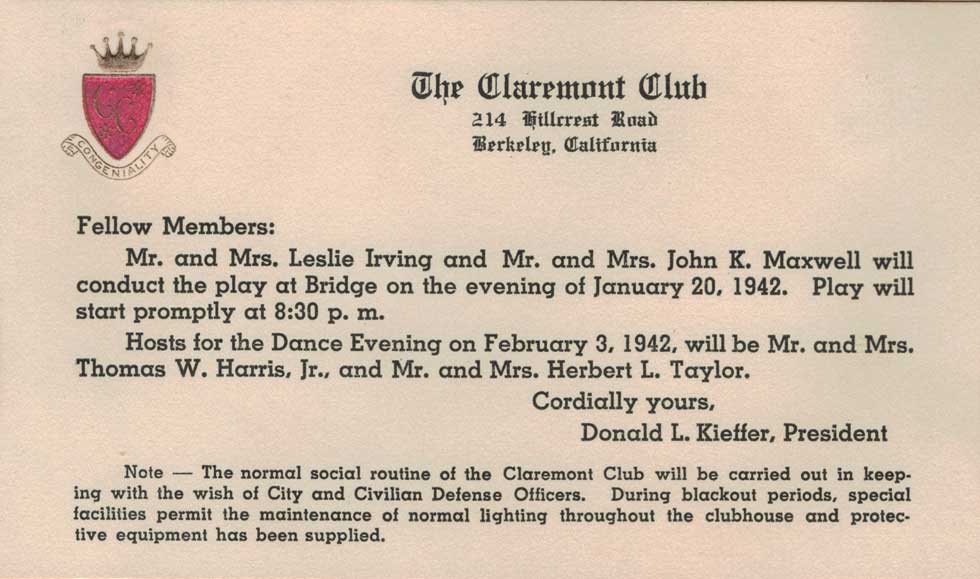 The Claremont Club
214 Hillcrest Road
Berkeley, California
CC
CONGENIALITY
Fellow Members:
Mr. and Mrs. Leslie Irving and Mr. and Mrs. John K. Maxwell will
conduct the play at Bridge on the evening of January 20, 1942. Play will
start promptly at 8:30 p. m.
Hosts for the Dance Evening on February 3, 1942, will be Mr. and Mrs.
Thomas W. Harris, Jr., and Mr. and Mrs. Herbert L. Taylor.
Cordially yours,
Donald L. Kieffer, President
Note — The normal social routine of the Claremont Club will be carried out in keep-
ing with the wish of City and Civilian Defense Officers. During blackout periods, special
facilities permit the maintenance of normal lighting throughout the clubhouse and protec-
tive equipment has been supplied.